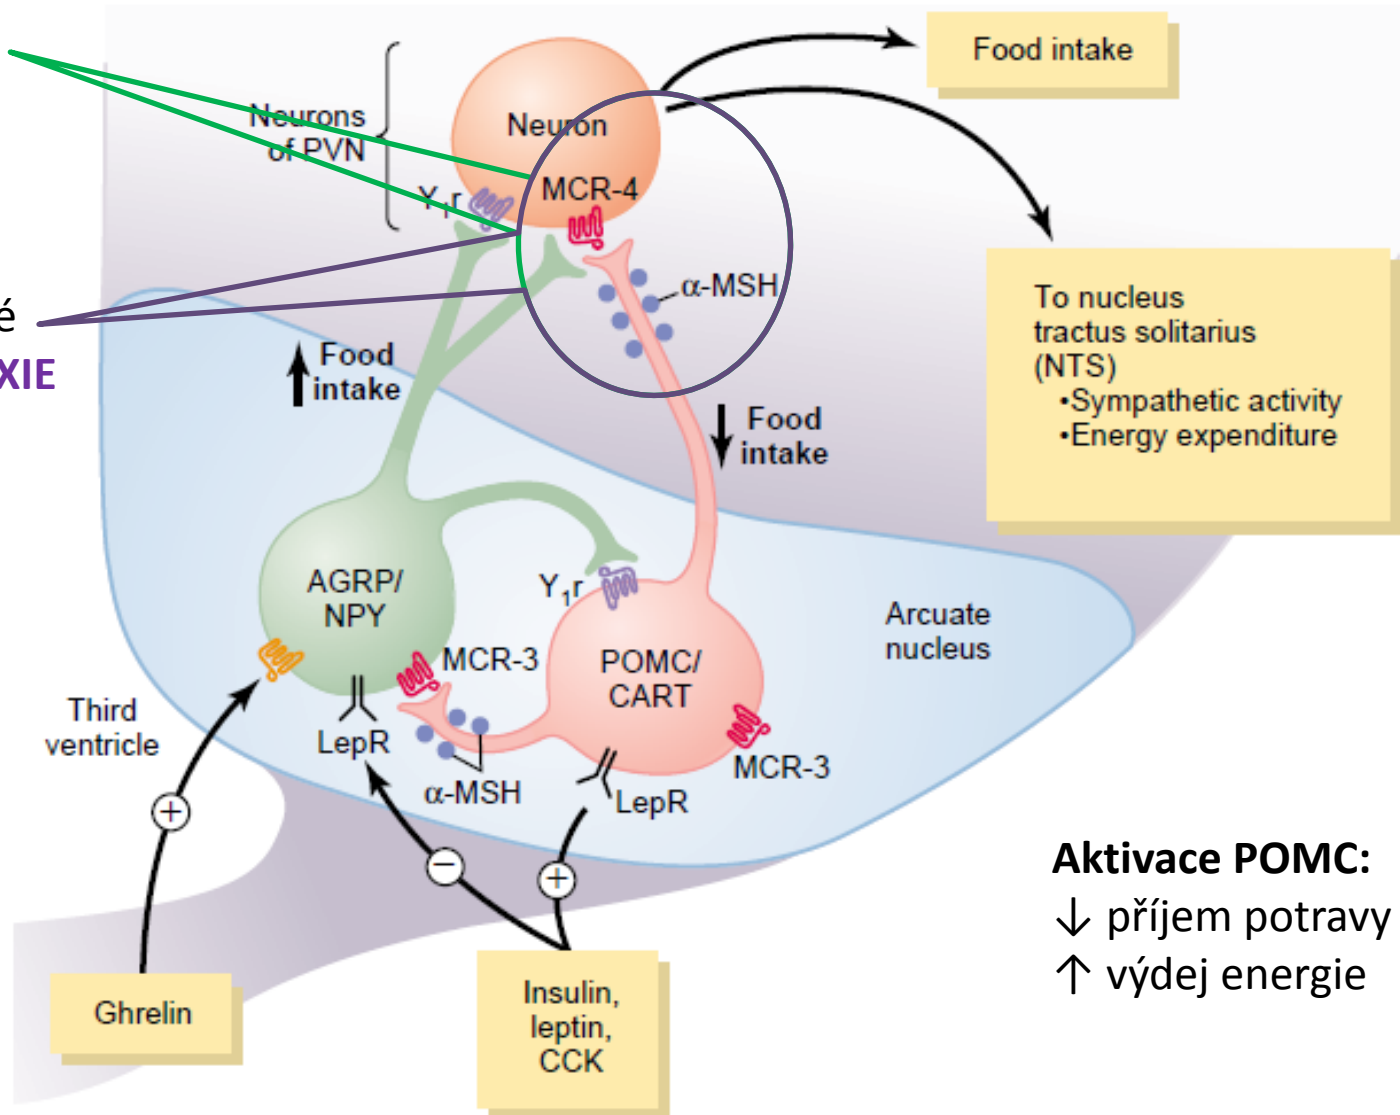 Food intake
Neurons
of PVN
Neuron
MCR-4
Y₁r
α-MSH
To nucleus
tractus solitarius
(NTS)
•Sympathetic activity
•Energy expenditure
é
XIE
Food
intake
Food
intake
AGRP/
NPY
Y₁r
Arcuate
nucleus
MCR-3
POMC/
CART
Third
ventricle
LepR
MCR-3
α-MSH
LepR
+
−
+
Aktivace POMC:
↓ příjem potravy
↑ výdej energie
Ghrelin
Insulin,
leptin,
CCK